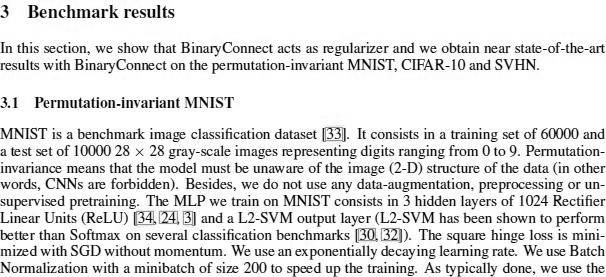 3 Benchmark results
In this section, we show that BinaryConnect acts as regularizer and we obtain near state-of-the-art
results with BinaryConnect on the permutation-invariant MNIST, CIFAR-10 and SVHN.
3.1 Permutation-invariant MNIST
MNIST is a benchmark image classification dataset [33]. It consists in a training set of 60000 and
a test set of 10000 28 × 28 gray-scale images representing digits ranging from 0 to 9. Permutation-
invariance means that the model must be unaware of the image (2-D) structure of the data (in other
words, CNNs are forbidden). Besides, we do not use any data-augmentation, preprocessing or un-
supervised pretraining. The MLP we train on MNIST consists in 3 hidden layers of 1024 Rectifier
Linear Units (ReLU) [34, 24, 3] and a L2-SVM output layer (L2-SVM has been shown to perform
better than Softmax on several classification benchmarks [30, 32]). The square hinge loss is mini-
mized with SGD without momentum. We use an exponentially decaying learning rate. We use Batch
Normalization with a minibatch of size 200 to speed up the training. As typically done, we use the